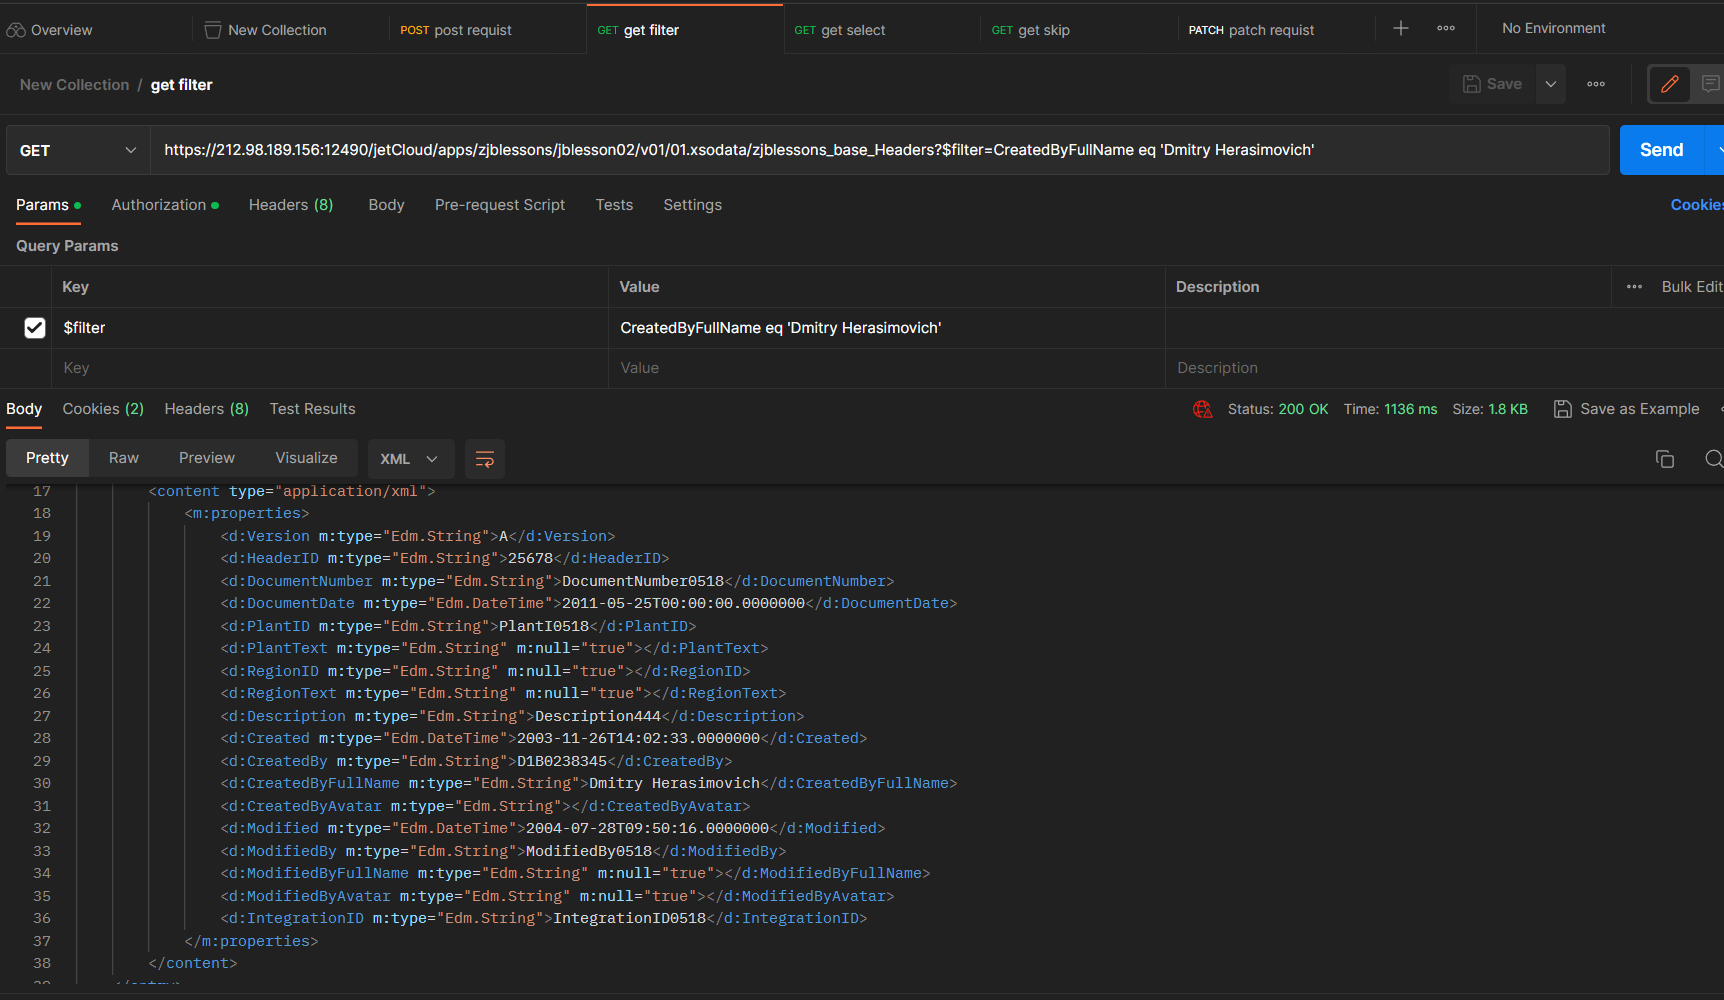 Overview
New Collection
POST post requist
GET get filter
GET get select
GET get skip
PATCH patch requist
No Environment
New Collection / get filter
Save
GET
https://212.98.189.156:12490/jetCloud/apps/zjblessons/jblesson02/v01/01.xsodata/zjblessons_base_Headers?$filter=CreatedByFullName eq 'Dmitry Herasimovich'
Send
Params
Authorization
Headers (8)
Body
Pre-request Script
Tests
Settings
Cookies
Query Params
Key
Value
Description
Bulk Edit
$filter
CreatedByFullName eq 'Dmitry Herasimovich'
Key
Value
Description
Body
Cookies (2)
Headers (8)
Test Results
Status: 200 OK
Time: 1136 ms
Size: 1.8 KB
Save as Example
Pretty
Raw
Preview
Visualize
XML
17 <content type="application/xml">
18 <m:properties>
19 <d:Version m:type="Edm.String">A</d:Version>
20 <d:HeaderID m:type="Edm.String">25678</d:HeaderID>
21 <d:DocumentNumber m:type="Edm.String">DocumentNumber0518</d:DocumentNumber>
22 <d:DocumentDate m:type="Edm.DateTime">2011-05-25T00:00:00.0000000</d:DocumentDate>
23 <d:PlantID m:type="Edm.String">PlantI0518</d:PlantID>
24 <d:PlantText m:type="Edm.String" m:null="true"></d:PlantText>
25 <d:RegionID m:type="Edm.String" m:null="true"></d:RegionID>
26 <d:RegionText m:type="Edm.String" m:null="true"></d:RegionText>
27 <d:Description m:type="Edm.String">Description444</d:Description>
28 <d:Created m:type="Edm.DateTime">2003-11-26T14:02:33.0000000</d:Created>
29 <d:CreatedBy m:type="Edm.String">D1B0238345</d:CreatedBy>
30 <d:CreatedByFullName m:type="Edm.String">Dmitry Herasimovich</d:CreatedByFullName>
31 <d:CreatedByAvatar m:type="Edm.String"></d:CreatedByAvatar>
32 <d:Modified m:type="Edm.DateTime">2004-07-28T09:50:16.0000000</d:Modified>
33 <d:ModifiedBy m:type="Edm.String">ModifiedBy0518</d:ModifiedBy>
34 <d:ModifiedByFullName m:type="Edm.String" m:null="true"></d:ModifiedByFullName>
35 <d:ModifiedByAvatar m:type="Edm.String" m:null="true"></d:ModifiedByAvatar>
36 <d:IntegrationID m:type="Edm.String">IntegrationID0518</d:IntegrationID>
37 </m:properties>
38 </content>